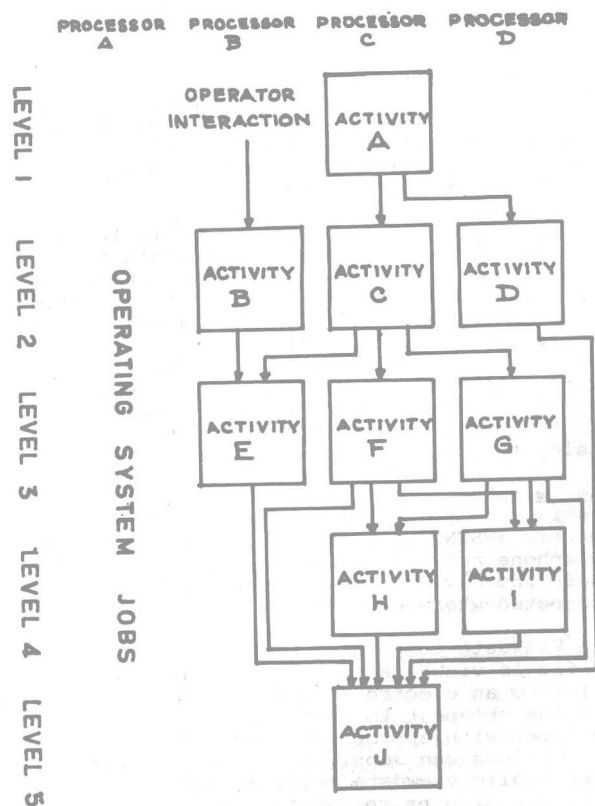 PROCESSOR A
PROCESSOR B
PROCESSOR C
PROCESSOR D
LEVEL 1
LEVEL 2
LEVEL 3
LEVEL 4
LEVEL 5
OPERATING SYSTEM JOBS
OPERATOR
INTERACTION
ACTIVITY
A
ACTIVITY
B
ACTIVITY
C
ACTIVITY
D
ACTIVITY
E
ACTIVITY
F
ACTIVITY
G
ACTIVITY
H
ACTIVITY
I
ACTIVITY
J